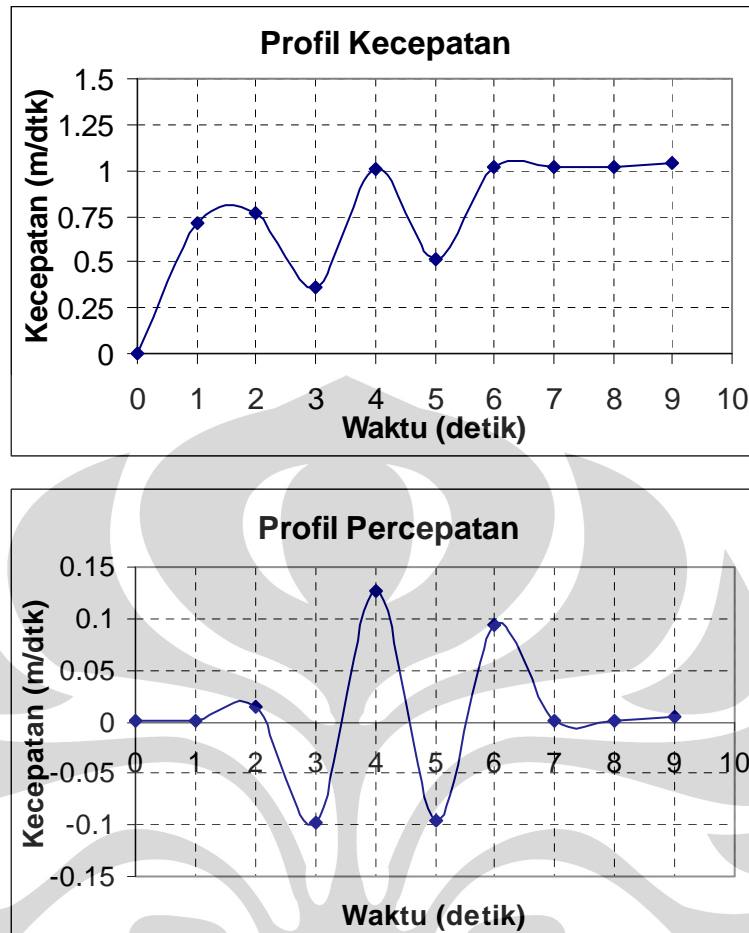 Profil Kecepatan
Kecepatan (m/dtk)
1.5
1.25
1
0.75
0.5
0.25
0
0 1 2 3 4 5 6 7 8 9 10
Waktu (detik)
Profil Percepatan
Kecepatan (m/dtk)
0.15
0.1
0.05
0
0 1 2 3 4 5 6 7 8 9 10
-0.05
-0.1
-0.15
Waktu (detik)